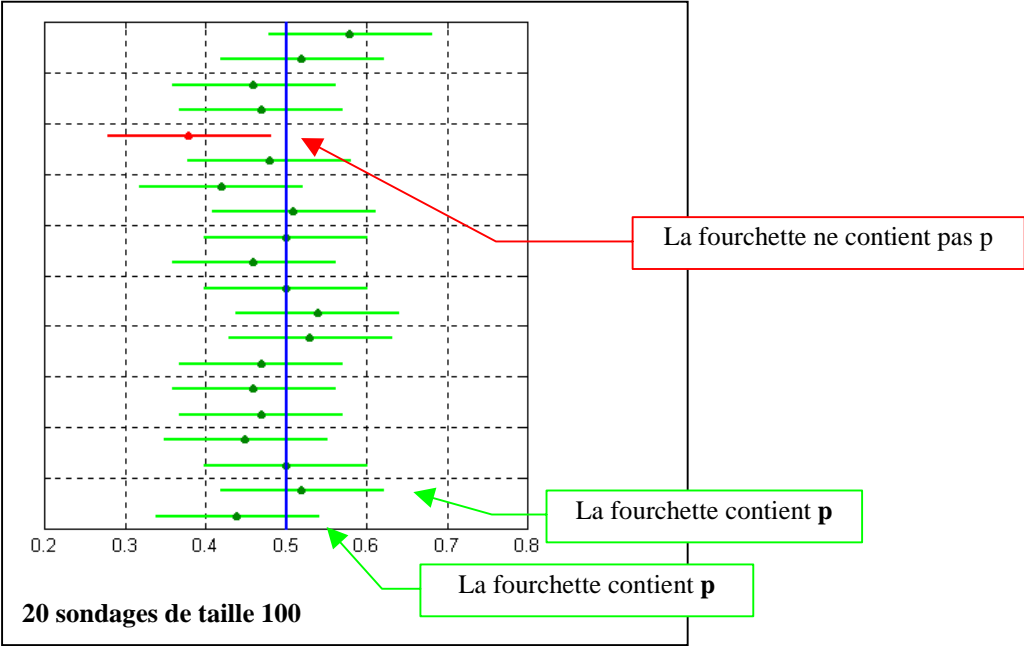 La fourchette ne contient pas p
La fourchette contient p
0.2 0.3 0.4 0.5 0.6 0.7 0.8
La fourchette contient p
20 sondages de taille 100